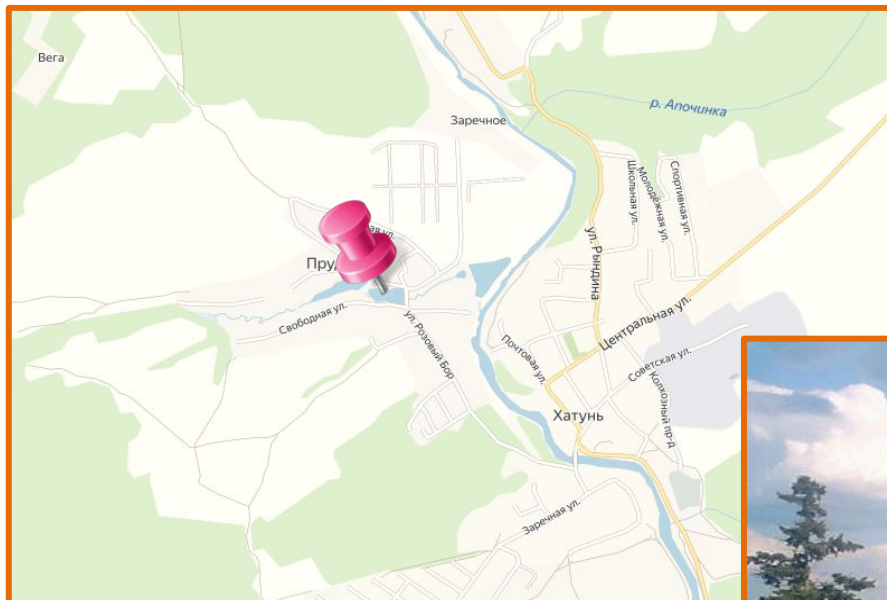 Вега
р. Апочинка
Заречное
Школьная ул.
Молодёжная ул.
Спортивная ул.
ул. Рындина
Свободная ул.
ул. Розовый Бор
Почтовая ул.
Центральная ул.
Советская ул.
Колхозный пр-д
Хатунь
Заречная ул.